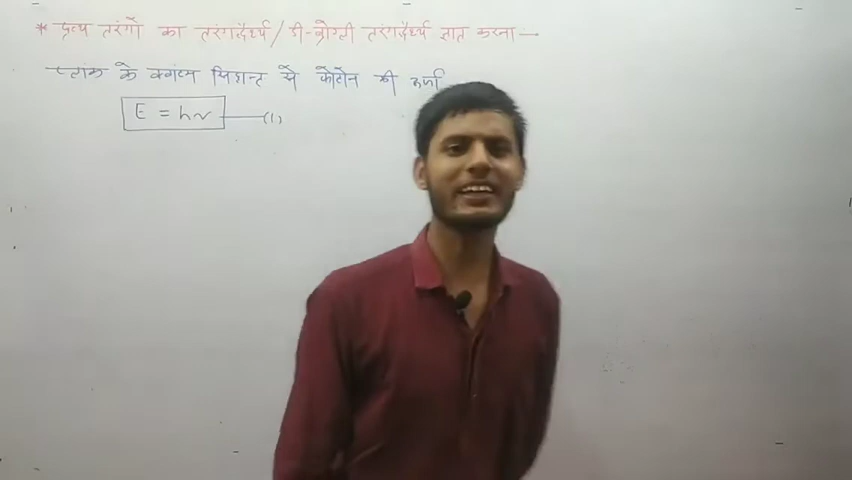 * द्रव्य तरंगों का तरंगदैर्ध्य / डी-ब्रोग्ली तरंगदैर्ध्य ज्ञात करना →
प्लांक के क्वांटम सिद्धान्त से फोटोन की ऊर्जा
E = hν —(1)